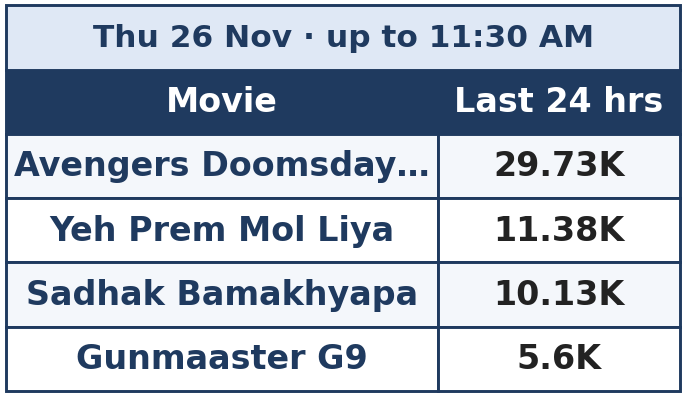 Thu 26 Nov · up to 11:30 AM
Movie Last 24 hrs
Avengers Doomsday... 29.73K
Yeh Prem Mol Liya 11.38K
Sadhak Bamakhyapa 10.13K
Gunmaaster G9 5.6K